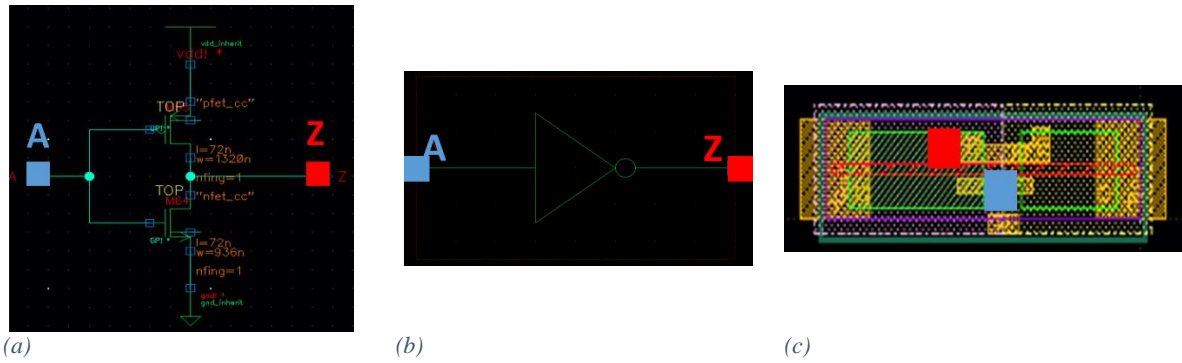 vdd_inherit
vdd! *
TOP
"pfet_cc"
A
Z
l=72n
w=1320n
nfing=1
A
Z
TOP
"nfet_cc"
l=72n
w=936n
nfing=1
gnd! *
gnd_inherit
A
Z
(a)
(b)
(c)